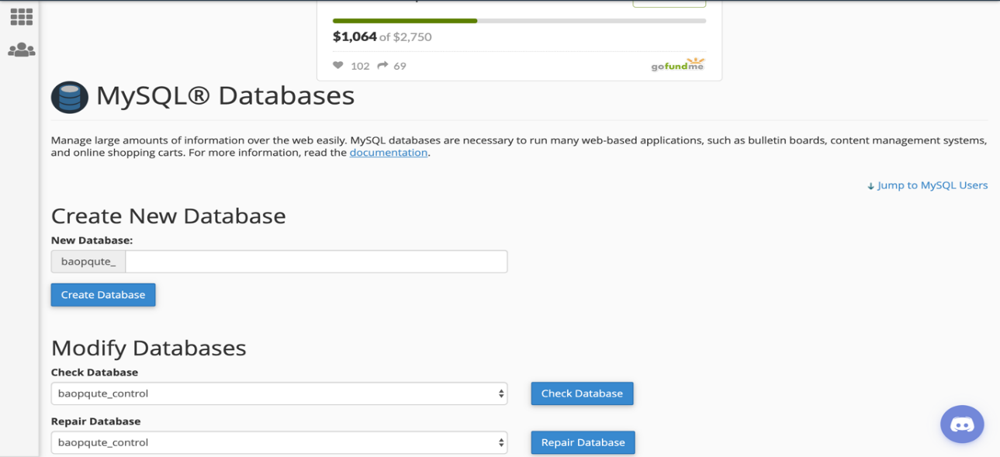 $1,064 of $2,750
102 69
gofundme
MySQL® Databases
Manage large amounts of information over the web easily. MySQL databases are necessary to run many web-based applications, such as bulletin boards, content management systems,
and online shopping carts. For more information, read the documentation.
Jump to MySQL Users
Create New Database
New Database:
baopqute_
Create Database
Modify Databases
Check Database
baopqute_control
Check Database
Repair Database
baopqute_control
Repair Database